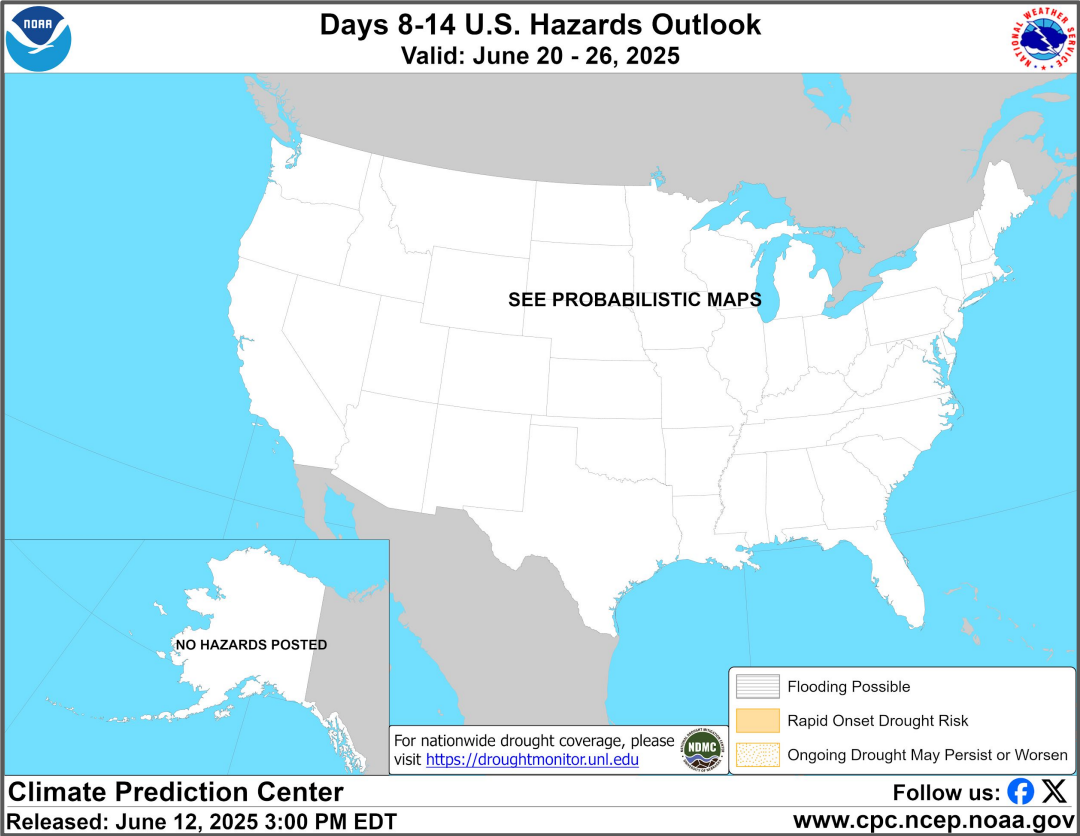 NOAA
Days 8-14 U.S. Hazards Outlook
Valid: June 20 - 26, 2025
NATIONAL WEATHER SERVICE
SEE PROBABILISTIC MAPS
NO HAZARDS POSTED
Flooding Possible
Rapid Onset Drought Risk
Ongoing Drought May Persist or Worsen
For nationwide drought coverage, please
visit https://droughtmonitor.unl.edu
NDMC
Climate Prediction Center
Follow us:
Released: June 12, 2025 3:00 PM EDT
www.cpc.ncep.noaa.gov